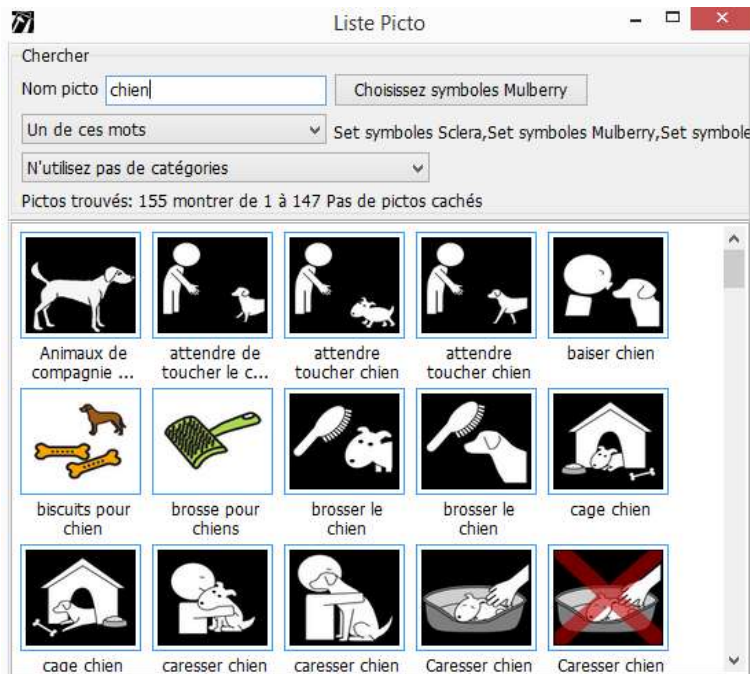 Liste Picto
Chercher
Nom picto chien Choisissez symboles Mulberry
Un de ces mots Set symboles Sclera,Set symboles Mulberry,Set symbole
N'utilisez pas de catégories
Pictos trouvés: 155 montrer de 1 à 147 Pas de pictos cachés
Animaux de compagnie ...
attendre de toucher le c...
attendre toucher chien
attendre toucher chien
baiser chien
biscuits pour chien
brosse pour chiens
brosser le chien
brosser le chien
cage chien
cage chien
caresser chien
caresser chien
Caresser chien
Caresser chien